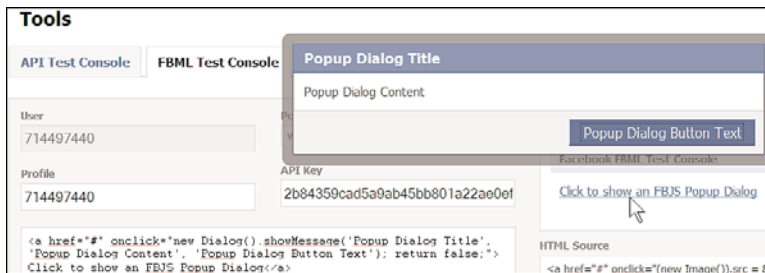 Tools
API Test Console
FBML Test Console
Popup Dialog Title
Popup Dialog Content
Popup Dialog Button Text
User
714497440
Profile
714497440
API Key
2b84359cad5a9ab45bb801a22ae0ef
Facebook FBML Test Console
Click to show an FBJS Popup Dialog
<a href="#" onclick="new Dialog().showMessage('Popup Dialog Title',
'Popup Dialog Content', 'Popup Dialog Button Text'); return false;">
Click to show an FBJS Popup Dialog</a>
HTML Source
<a href="#" onclick="(new Image()).src =